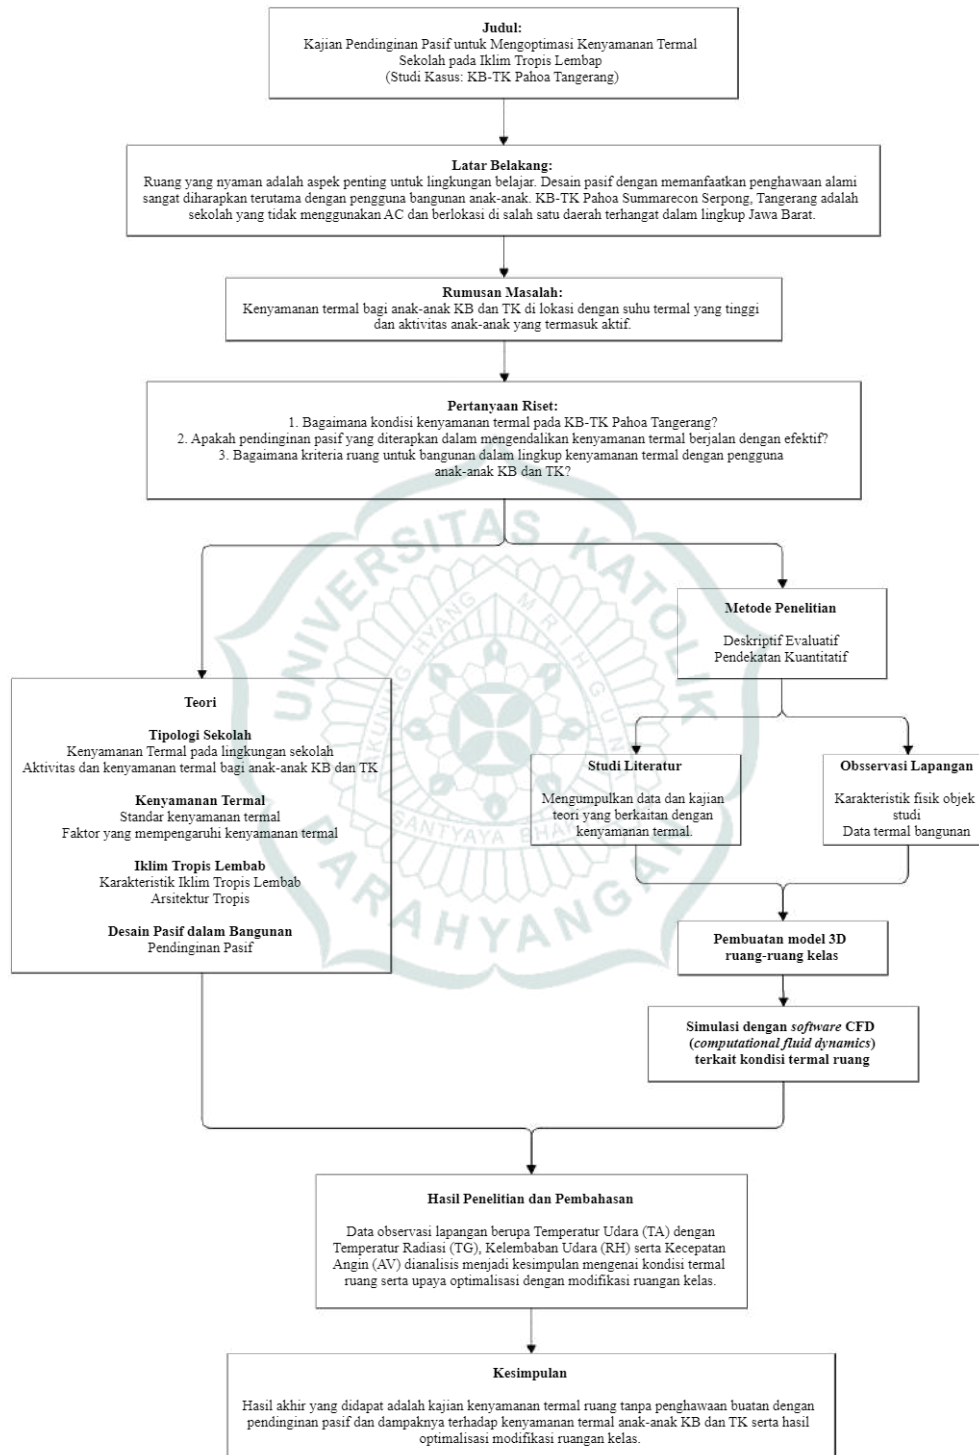 Judul:
Kajian Pendinginan Pasif untuk Mengoptimasi Kenyamanan Termal
Sekolah pada Iklim Tropis Lembap
(Studi Kasus: KB-TK Pahoa Tangerang)
Latar Belakang:
Ruang yang nyaman adalah aspek penting untuk lingkungan belajar. Desain pasif dengan memanfaatkan penghawaan alami
sangat diharapkan terutama dengan pengguna bangunan anak-anak. KB-TK Pahoa Summarecon Serpong, Tangerang adalah
sekolah yang tidak menggunakan AC dan berlokasi di salah satu daerah terhangat dalam lingkup Jawa Barat.
Rumusan Masalah:
Kenyamanan termal bagi anak-anak KB dan TK di lokasi dengan suhu termal yang tinggi
dan aktivitas anak-anak yang termasuk aktif.
Pertanyaan Riset:
1. Bagaimana kondisi kenyamanan termal pada KB-TK Pahoa Tangerang?
2. Apakah pendinginan pasif yang diterapkan dalam mengendalikan kenyamanan termal berjalan dengan efektif?
3. Bagaimana kriteria ruang untuk bangunan dalam lingkup kenyamanan termal dengan pengguna
anak-anak KB dan TK?
Teori
Tipologi Sekolah
Kenyamanan Termal pada lingkungan sekolah
Aktivitas dan kenyamanan termal bagi anak-anak KB dan TK
Kenyamanan Termal
Standar kenyamanan termal
Faktor yang mempengaruhi kenyamanan termal
Iklim Tropis Lembab
Karakteristik Iklim Tropis Lembab
Arsitektur Tropis
Desain Pasif dalam Bangunan
Pendinginan Pasif
Metode Penelitian
Deskriptif Evaluatif
Pendekatan Kuantitatif
Studi Literatur
Mengumpulkan data dan kajian
teori yang berkaitan dengan
kenyamanan termal.
Obsservasi Lapangan
Karakteristik fisik objek
studi
Data termal bangunan
Pembuatan model 3D
ruang-ruang kelas
Simulasi dengan software CFD
(computational fluid dynamics)
terkait kondisi termal ruang
Hasil Penelitian dan Pembahasan
Data observasi lapangan berupa Temperatur Udara (TA) dengan
Temperatur Radiasi (TG), Kelembaban Udara (RH) serta Kecepatan
Angin (AV) dianalisis menjadi kesimpulan mengenai kondisi termal
ruang serta upaya optimalisasi dengan modifikasi ruangan kelas.
Kesimpulan
Hasil akhir yang didapat adalah kajian kenyamanan termal ruang tanpa penghawaan buatan dengan
pendinginan pasif dan dampaknya terhadap kenyamanan termal anak-anak KB dan TK serta hasil
optimalisasi modifikasi ruangan kelas.
UNIVERSITAS KATOLIK
PARAHYANGAN